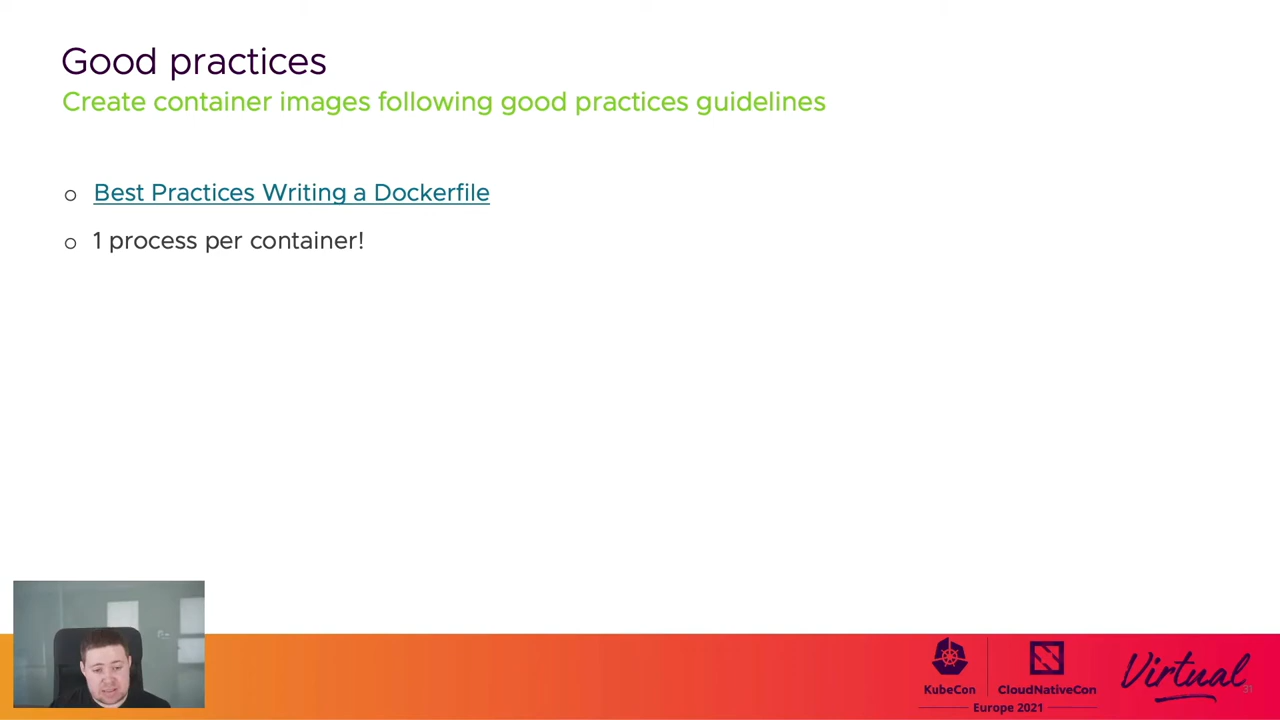 Good practices
Create container images following good practices guidelines
Best Practices Writing a Dockerfile
1 process per container!
KubeCon
CloudNativeCon
Europe 2021
Virtual
31